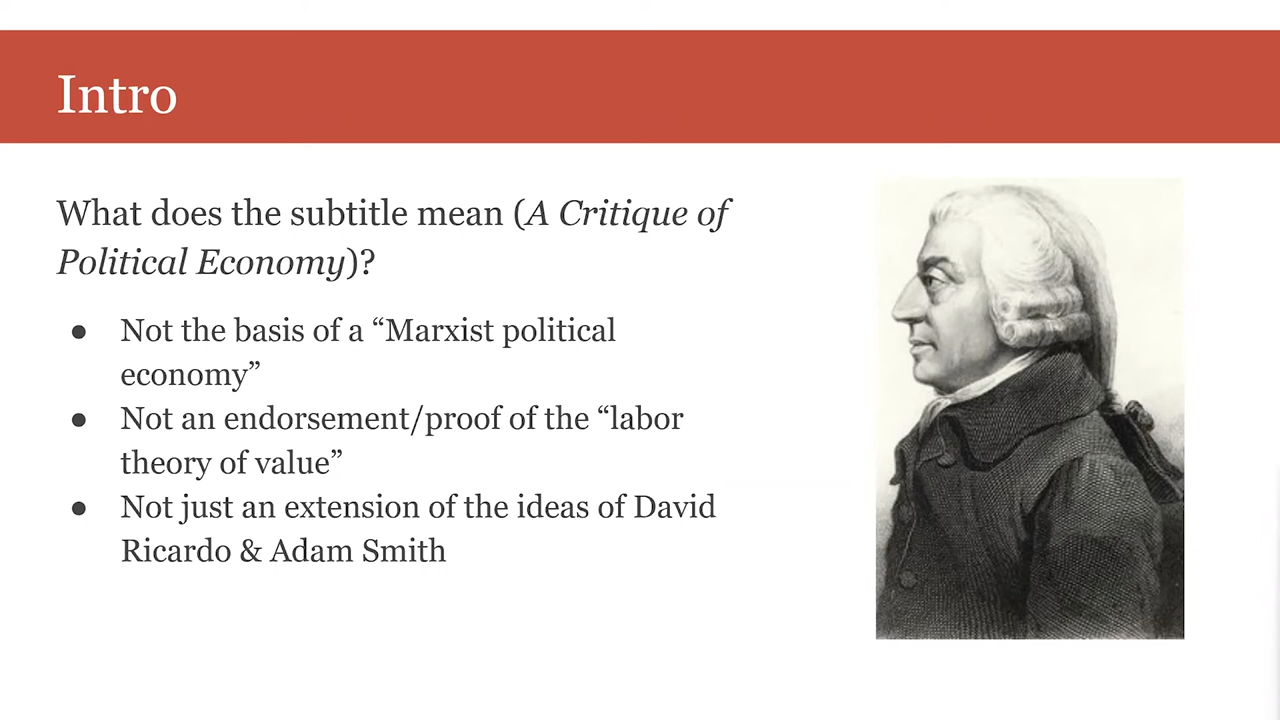 Intro
What does the subtitle mean (A Critique of
Political Economy)?
● Not the basis of a “Marxist political
economy”
● Not an endorsement/proof of the “labor
theory of value”
● Not just an extension of the ideas of David
Ricardo & Adam Smith